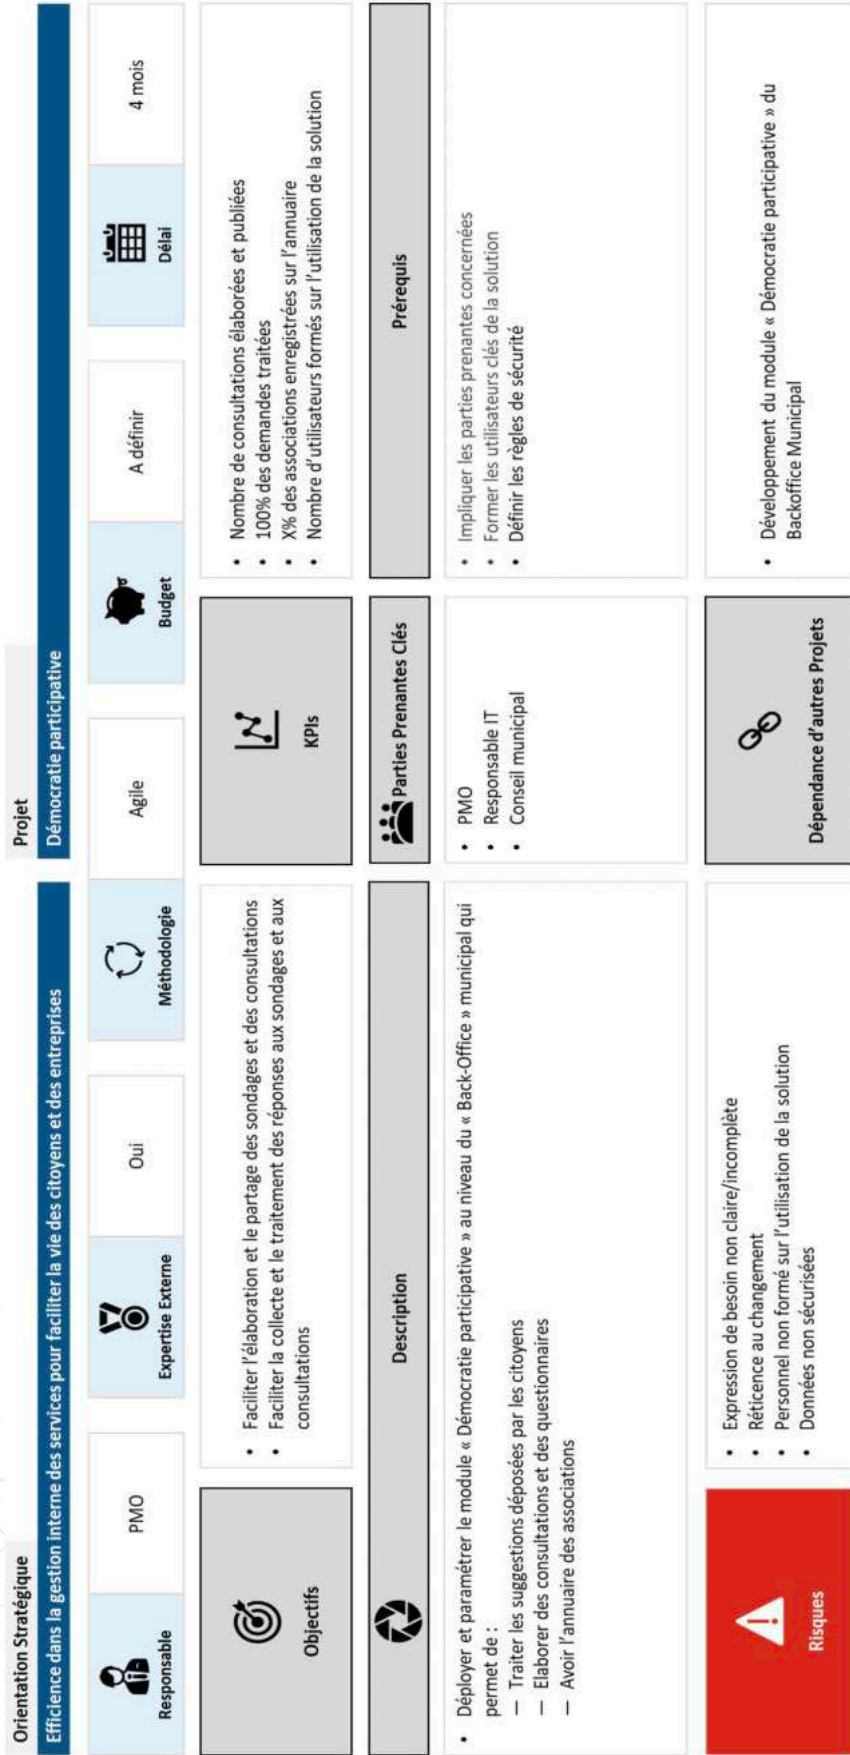 Orientation Stratégique
Projet
Efficience dans la gestion interne des services pour faciliter la vie des citoyens et des entreprises
Démocratie participative
Responsable
PMO
Expertise Externe
Oui
Méthodologie
Agile
Budget
A définir
Délai
4 mois
Objectifs
• Faciliter l'élaboration et le partage des sondages et des consultations
• Faciliter la collecte et le traitement des réponses aux sondages et aux
consultations
KPIs
• Nombre de consultations élaborées et publiées
• 100% des demandes traitées
• X% des associations enregistrées sur l'annuaire
• Nombre d'utilisateurs formés sur l'utilisation de la solution
Description
Parties Prenantes Clés
Prérequis
• Déployer et paramétrer le module « Démocratie participative » au niveau du « Back-Office » municipal qui
permet de :
— Traiter les suggestions déposées par les citoyens
— Elaborer des consultations et des questionnaires
— Avoir l'annuaire des associations
• PMO
• Responsable IT
• Conseil municipal
• Impliquer les parties prenantes concernées
• Former les utilisateurs clés de la solution
• Définir les règles de sécurité
Risques
• Expression de besoin non claire/incomplète
• Réticence au changement
• Personnel non formé sur l'utilisation de la solution
• Données non sécurisées
Dépendance d'autres Projets
• Développement du module « Démocratie participative » du
Backoffice Municipal